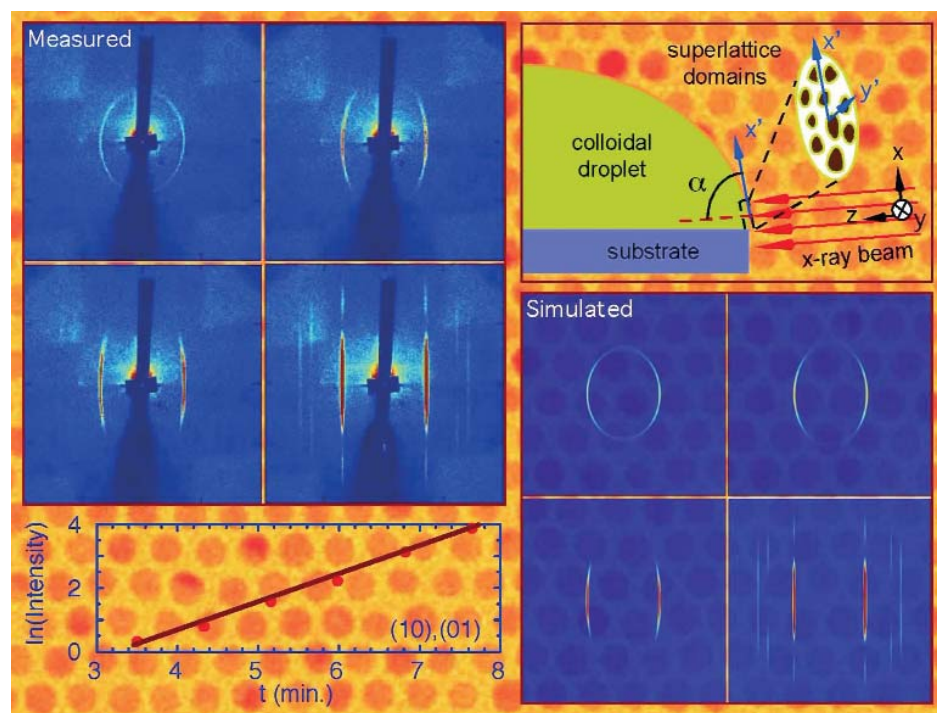 Measured
superlattice
domains
x'
y'
x'
colloidal
droplet
α
x
z
y
substrate
x-ray beam
Simulated
ln(Intensity)
4
2
0
(10),(01)
3 4 5 6 7 8
t (min.)